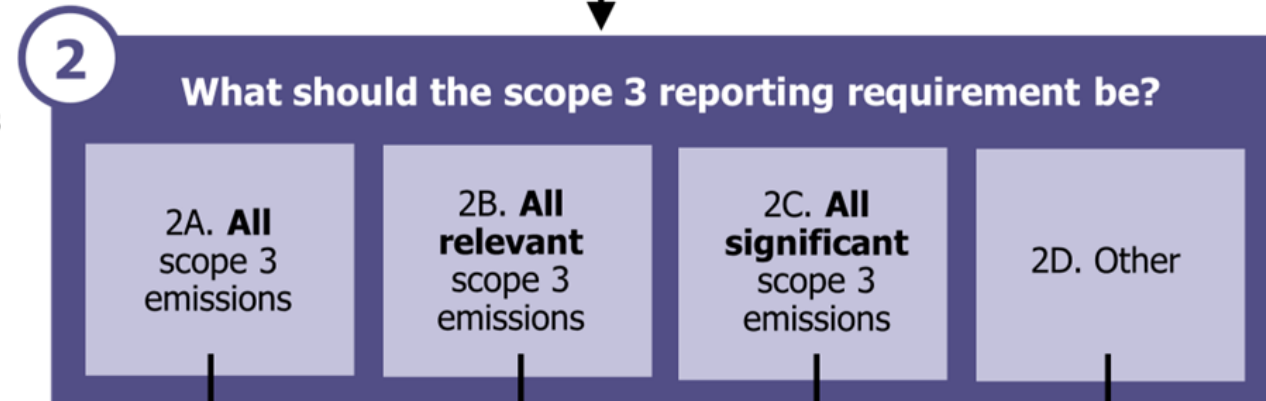 2
What should the scope 3 reporting requirement be?
2A. All
scope 3
emissions
2B. All
relevant
scope 3
emissions
2C. All
significant
scope 3
emissions
2D. Other